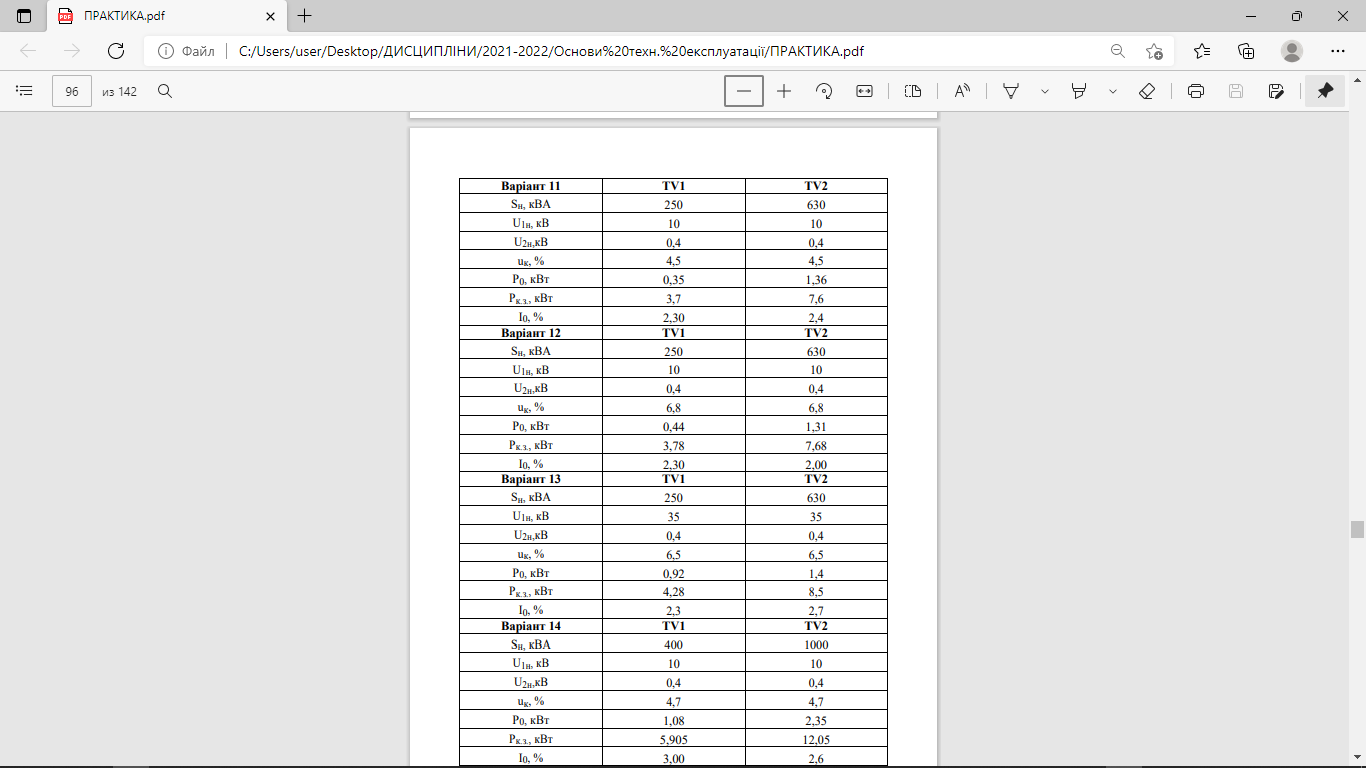 ПРАКТИКА.pdf
Файл C:/Users/user/Desktop/ДИСЦИПЛІНИ/2021-2022/Основи%20техн.%20експлуатації/ПРАКТИКА.pdf
96 из 142
Варіант 11 TV1 TV2
Sн, кВА 250 630
U1н, кВ 10 10
U2н,кВ 0,4 0,4
uк, % 4,5 4,5
P0, кВт 0,35 1,36
Pк.з., кВт 3,7 7,6
I0, % 2,30 2,4
Варіант 12 TV1 TV2
Sн, кВА 250 630
U1н, кВ 10 10
U2н,кВ 0,4 0,4
uк, % 6,8 6,8
P0, кВт 0,44 1,31
Pк.з., кВт 3,78 7,68
I0, % 2,30 2,00
Варіант 13 TV1 TV2
Sн, кВА 250 630
U1н, кВ 35 35
U2н,кВ 0,4 0,4
uк, % 6,5 6,5
P0, кВт 0,92 1,4
Pк.з., кВт 4,28 8,5
I0, % 2,3 2,7
Варіант 14 TV1 TV2
Sн, кВА 400 1000
U1н, кВ 10 10
U2н,кВ 0,4 0,4
uк, % 4,7 4,7
P0, кВт 1,08 2,35
Pк.з., кВт 5,905 12,05
I0, % 3,00 2,6